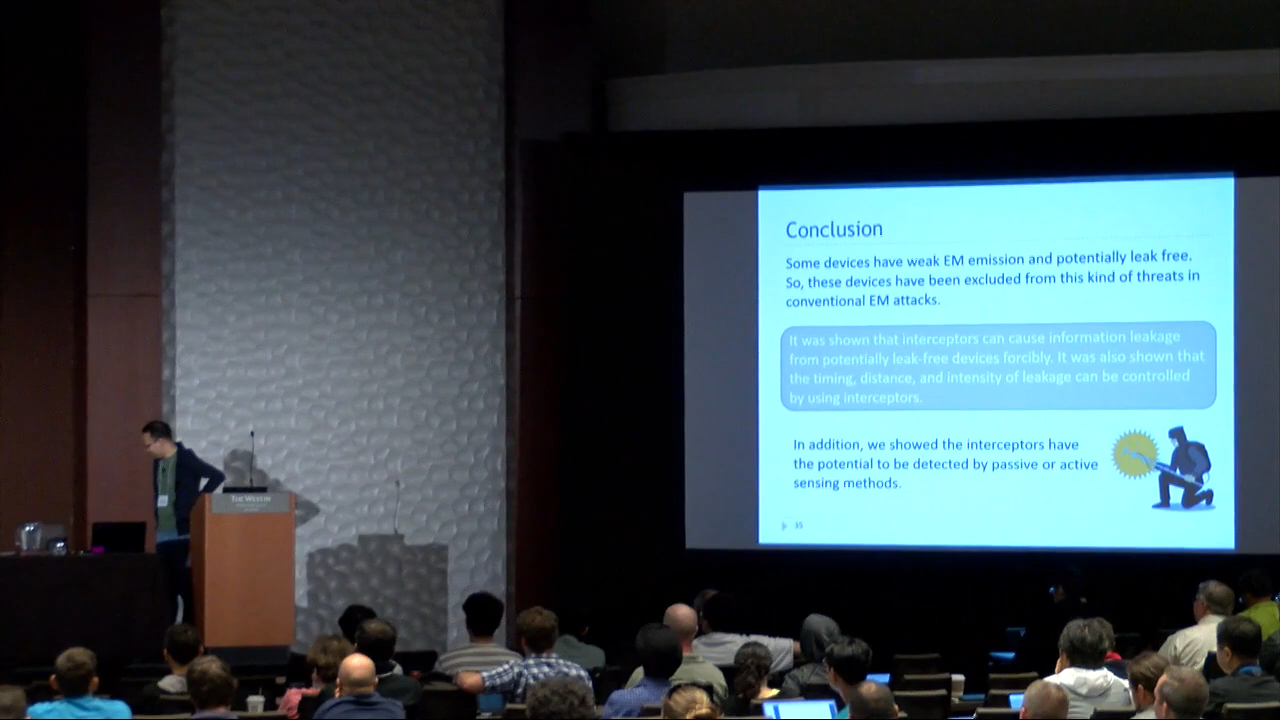 Conclusion
Some devices have weak EM emission and potentially leak free.
So, these devices have been excluded from this kind of threats in
conventional EM attacks.
It was shown that interceptors can cause information leakage
from potentially leak-free devices forcibly. It was also shown that
the timing, distance, and intensity of leakage can be controlled
by using interceptors.
In addition, we showed the interceptors have
the potential to be detected by passive or active
sensing methods.
35
THE WESTIN